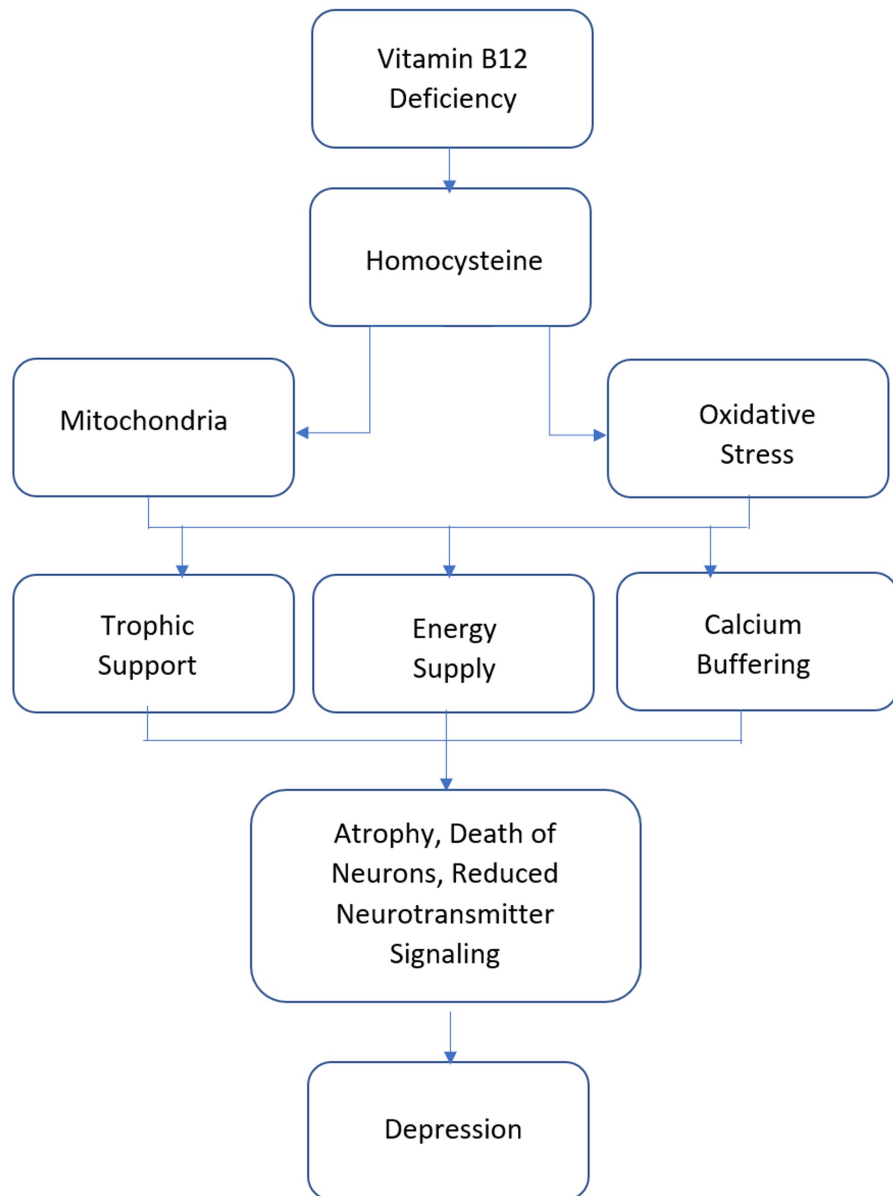 Vitamin B12
Deficiency
Homocysteine
Mitochondria
Oxidative
Stress
Trophic
Support
Energy
Supply
Calcium
Buffering
Atrophy, Death of
Neurons, Reduced
Neurotransmitter
Signaling
Depression